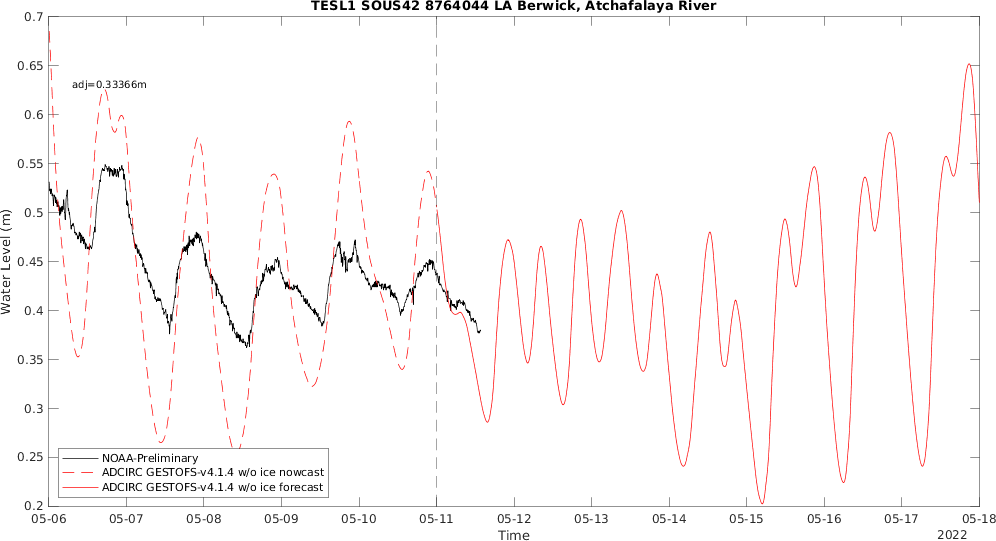 TESL1 SOUS42 8764044 LA Berwick, Atchafalaya River
adj=0.33366m
Water Level (m)
0.7
0.65
0.6
0.55
0.5
0.45
0.4
0.35
0.3
0.25
0.2
NOAA-Preliminary
ADCIRC GESTOFS-v4.1.4 w/o ice nowcast
ADCIRC GESTOFS-v4.1.4 w/o ice forecast
05-06 05-07 05-08 05-09 05-10 05-11 05-12 05-13 05-14 05-15 05-16 05-17 05-18
Time
2022